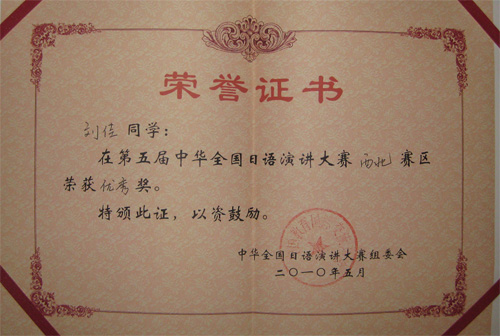 荣誉证书
刘佳 同学：
在第五届中华全国日语演讲大赛 西北 赛区
荣获优秀奖。
特颁此证，以资鼓励。
中华全国日语演讲大赛组委会
二〇一〇年五月